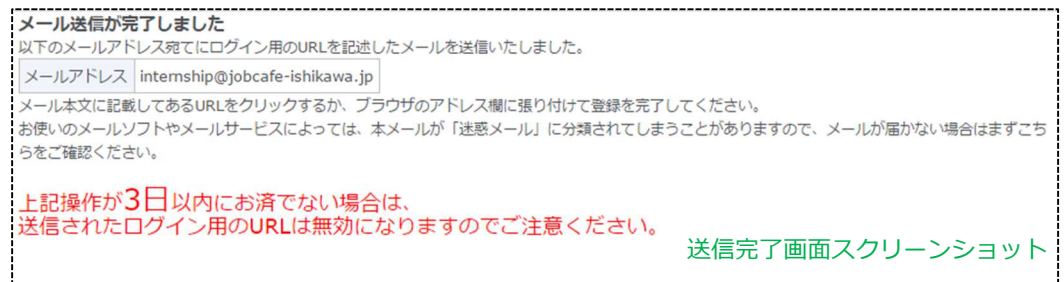 メール送信が完了しました
以下のメールアドレス宛てにログイン用のURLを記述したメールを送信いたしました。
メールアドレス internship@jobcafe-ishikawa.jp
メール本文に記載してあるURLをクリックするか、ブラウザのアドレス欄に張り付けて登録を完了してください。
お使いのメールソフトやメールサービスによっては、本メールが「迷惑メール」に分類されてしまうことがありますので、メールが届かない場合はまずこち
らをご確認ください。
上記操作が3日以内にお済でない場合は、
送信されたログイン用のURLは無効になりますのでご注意ください。
送信完了画面スクリーンショット